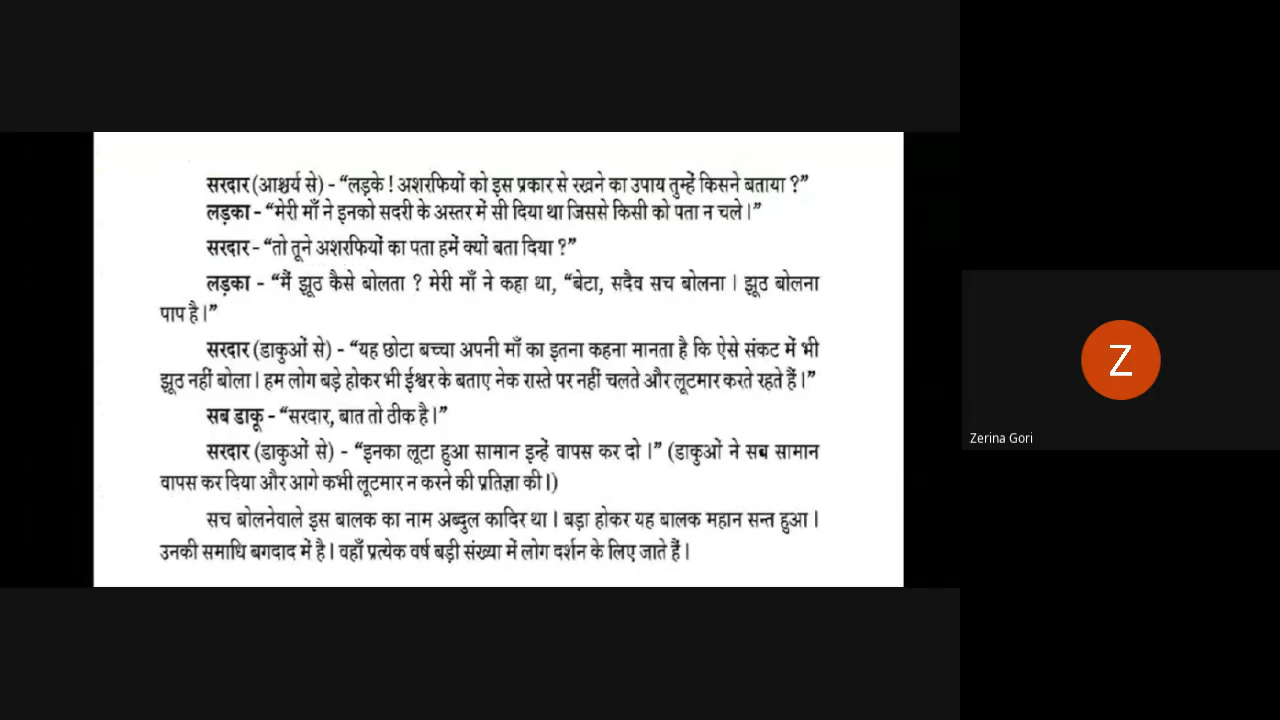 सरदार (आश्चर्य से) - “लड़के ! अशरफियों को इस प्रकार से रखने का उपाय तुम्हें किसने बताया ?”
लड़का - “मेरी माँ ने इनको सदरी के अस्तर में सी दिया था जिससे किसी को पता न चले ।”
सरदार - “तो तूने अशरफियों का पता हमें क्यों बता दिया ?”
लड़का - “मैं झूठ कैसे बोलता ? मेरी माँ ने कहा था, “बेटा, सदैव सच बोलना । झूठ बोलना
पाप है ।”
सरदार (डाकुओं से) - “यह छोटा बच्चा अपनी माँ का इतना कहना मानता है कि ऐसे संकट में भी
झूठ नहीं बोला । हम लोग बड़े होकर भी ईश्वर के बताए नेक रास्ते पर नहीं चलते और लूटमार करते रहते हैं ।”
सब डाकू - “सरदार, बात तो ठीक है ।”
सरदार (डाकुओं से) - “इनका लूटा हुआ सामान इन्हें वापस कर दो ।” (डाकुओं ने सब सामान
वापस कर दिया और आगे कभी लूटमार न करने की प्रतिज्ञा की ।)
सच बोलनेवाले इस बालक का नाम अब्दुल कादिर था । बड़ा होकर यह बालक महान सन्त हुआ ।
उनकी समाधि बगदाद में है । वहाँ प्रत्येक वर्ष बड़ी संख्या में लोग दर्शन के लिए जाते हैं ।
Z
Zerina Gori